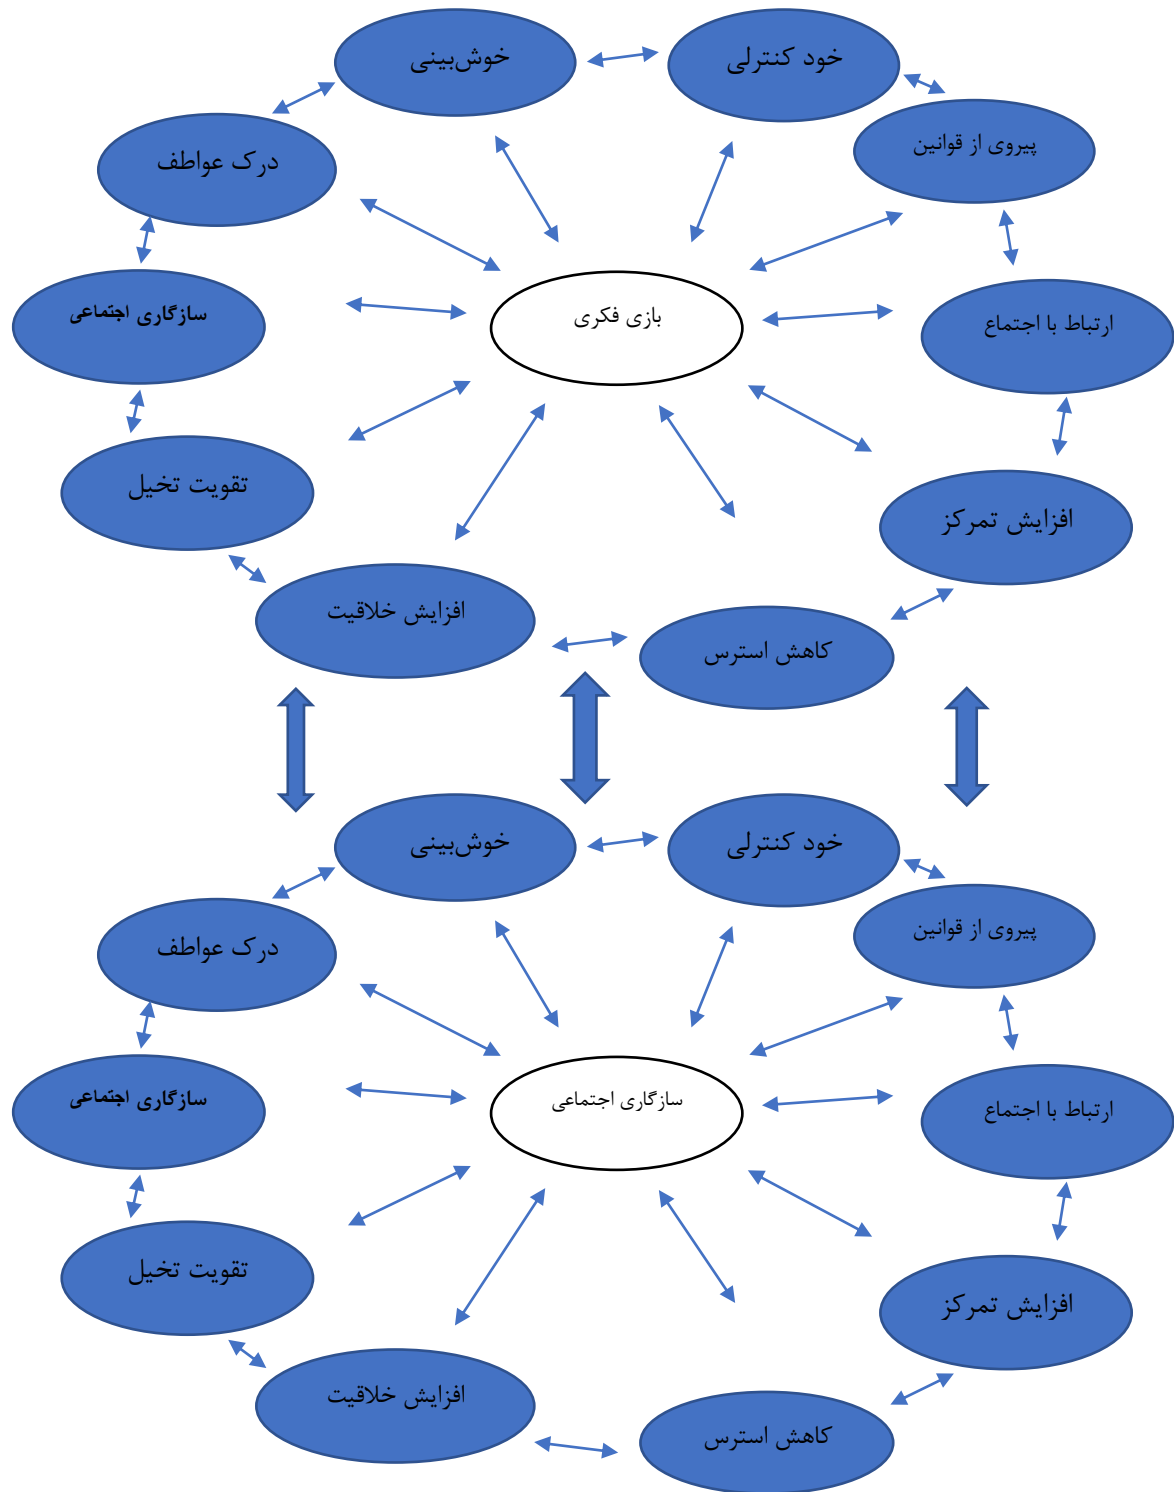 خوش‌بینی
خود کنترلی
پیروی از قوانین
درک عواطف
سازگاری اجتماعی
بازی فکری
ارتباط با اجتماع
تقویت تخیل
افزایش تمرکز
افزایش خلاقیت
کاهش استرس
خوش‌بینی
خود کنترلی
پیروی از قوانین
درک عواطف
سازگاری اجتماعی
سازگاری اجتماعی
ارتباط با اجتماع
تقویت تخیل
افزایش تمرکز
افزایش خلاقیت
کاهش استرس